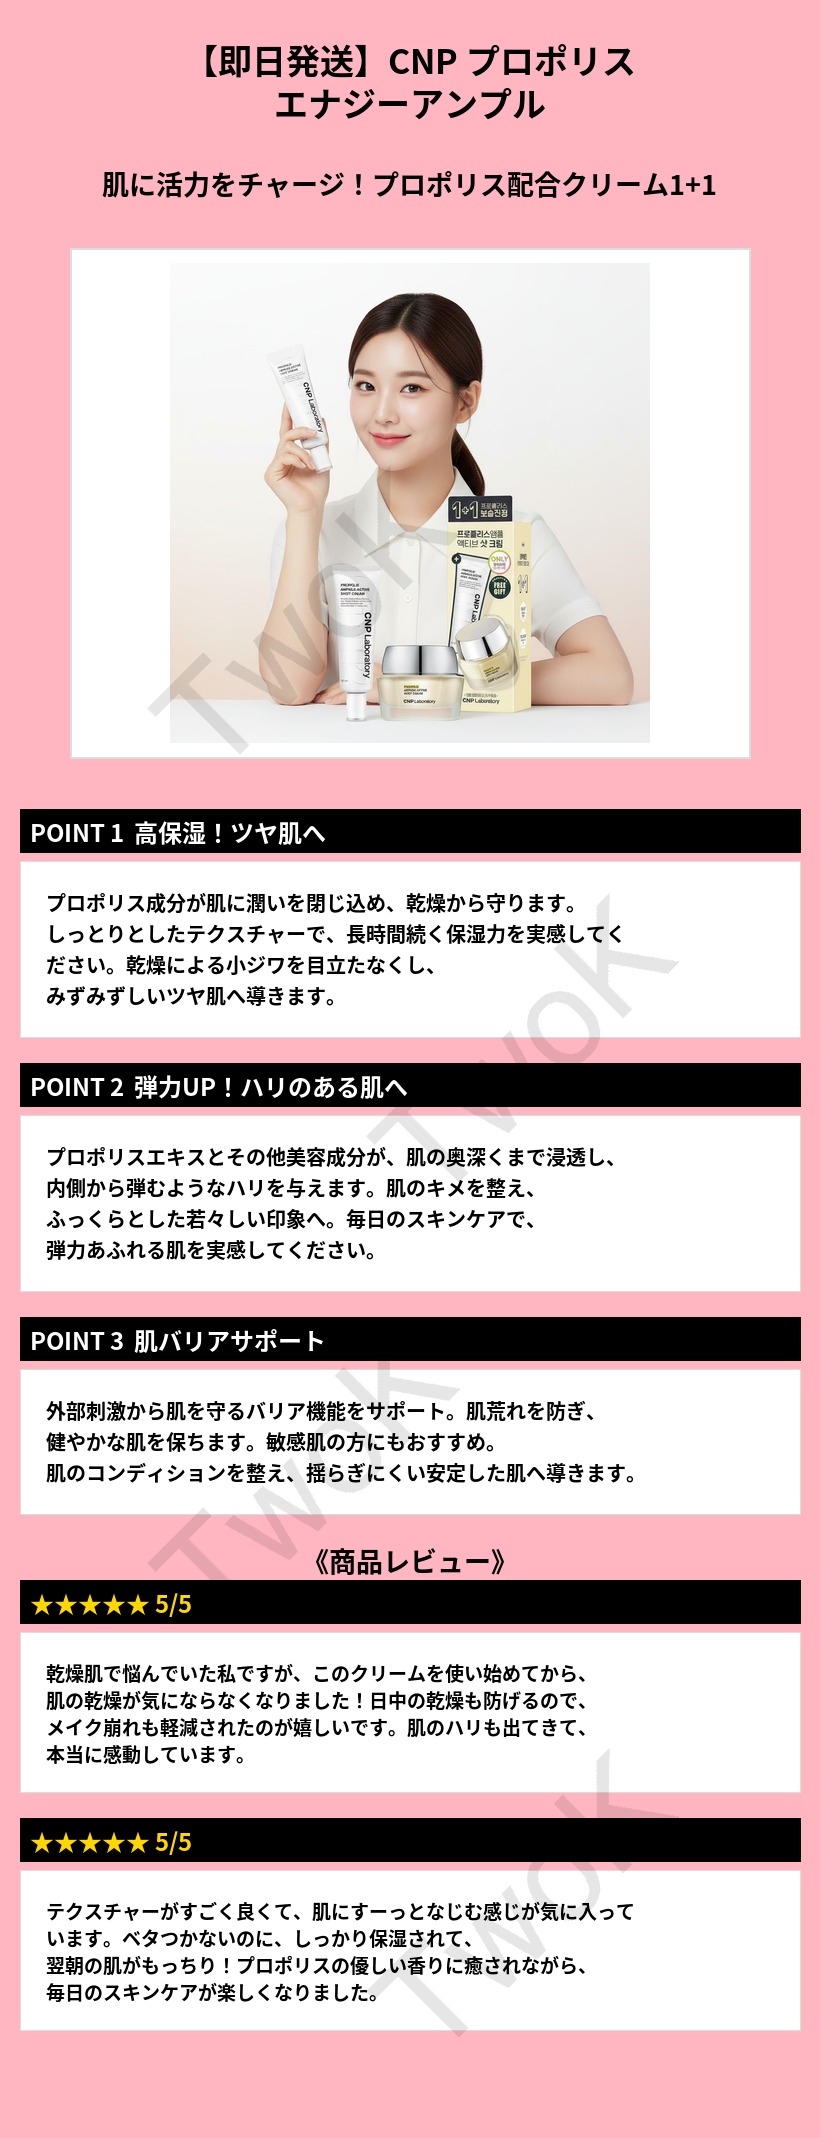 【即日発送】CNP プロポリス
エナジーアンプル
肌に活力をチャージ！プロポリス配合クリーム1+1
CNP Laboratory
1+1 프로폴리스
보습진정
프로폴리스앰플
액티브 샷 크림
ONLY
FREE
GIFT
PROPOLIS
AMPULE ACTIVE
SHOT CREAM
CNP Laboratory
CNP Laboratory
CNP Laboratory
TwoK
POINT 1 高保湿！ツヤ肌へ
プロポリス成分が肌に潤いを閉じ込め、乾燥から守ります。
しっとりとしたテクスチャーで、長時間続く保湿力を実感してく
ださい。乾燥による小ジワを目立たなくし、
みずみずしいツヤ肌へ導きます。
TwoK
POINT 2 弾力UP！ハリのある肌へ
プロポリスエキスとその他美容成分が、肌の奥深くまで浸透し、
内側から弾むようなハリを与えます。肌のキメを整え、
ふっくらとした若々しい印象へ。毎日のスキンケアで、
弾力あふれる肌を実感してください。
POINT 3 肌バリアサポート
外部刺激から肌を守るバリア機能をサポート。肌荒れを防ぎ、
健やかな肌を保ちます。敏感肌の方にもおすすめ。
肌のコンディションを整え、揺らぎにくい安定した肌へ導きます。
TwoK
《商品レビュー》
★★★★★ 5/5
乾燥肌で悩んでいた私ですが、このクリームを使い始めてから、
肌の乾燥が気にならなくなりました！日中の乾燥も防げるので、
メイク崩れも軽減されたのが嬉しいです。肌のハリも出てきて、
本当に感動しています。
★★★★★ 5/5
テクスチャーがすごく良くて、肌にすーっとなじむ感じが気に入って
います。ベタつかないのに、しっかり保湿されて、
翌朝の肌がもっちり！プロポリスの優しい香りに癒されながら、
毎日のスキンケアが楽しくなりました。
TwoK